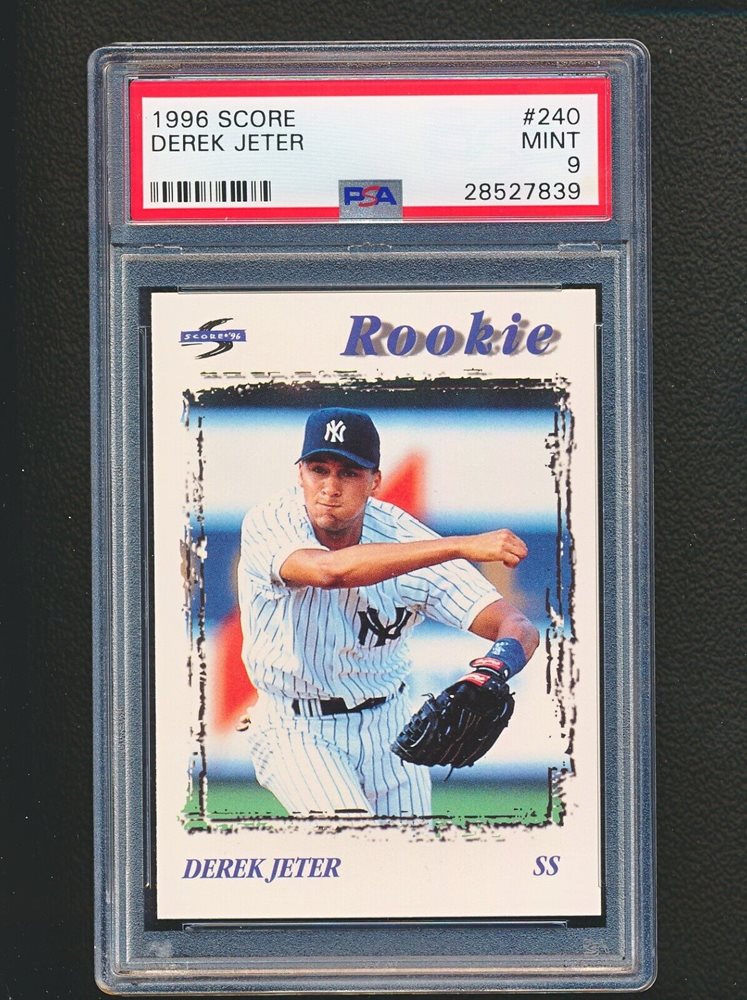 1996 SCORE #240
DEREK JETER MINT
9
PSA 28527839
SCORE '96
Rookie
NY
NY
DEREK JETER SS